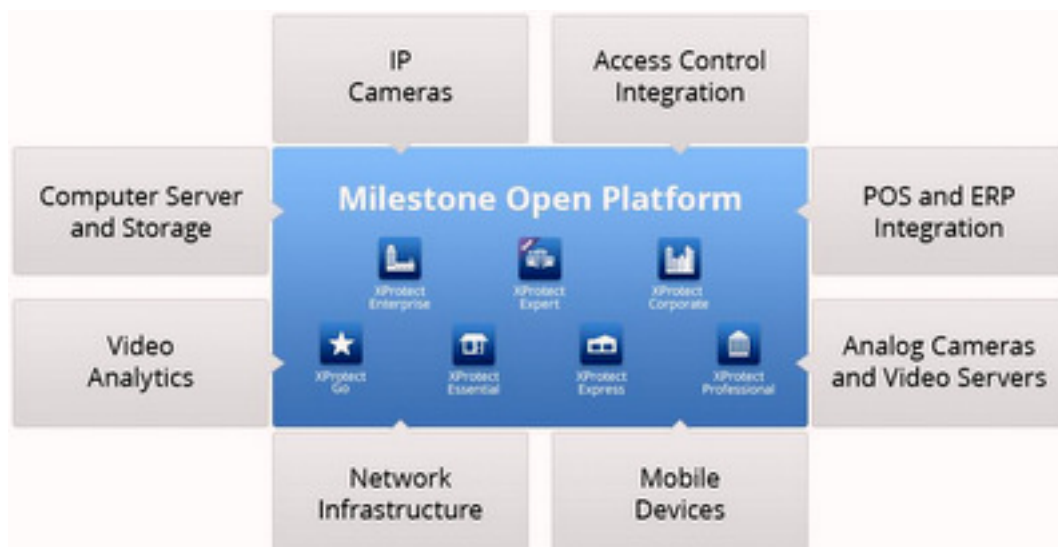 IP
Cameras
Access Control
Integration
Computer Server
and Storage
Milestone Open Platform
POS and ERP
Integration
XProtect
Enterprise
XProtect
Expert
XProtect
Corporate
Video
Analytics
XProtect
Go
XProtect
Essential
XProtect
Express
XProtect
Professional
Analog Cameras
and Video Servers
Network
Infrastructure
Mobile
Devices